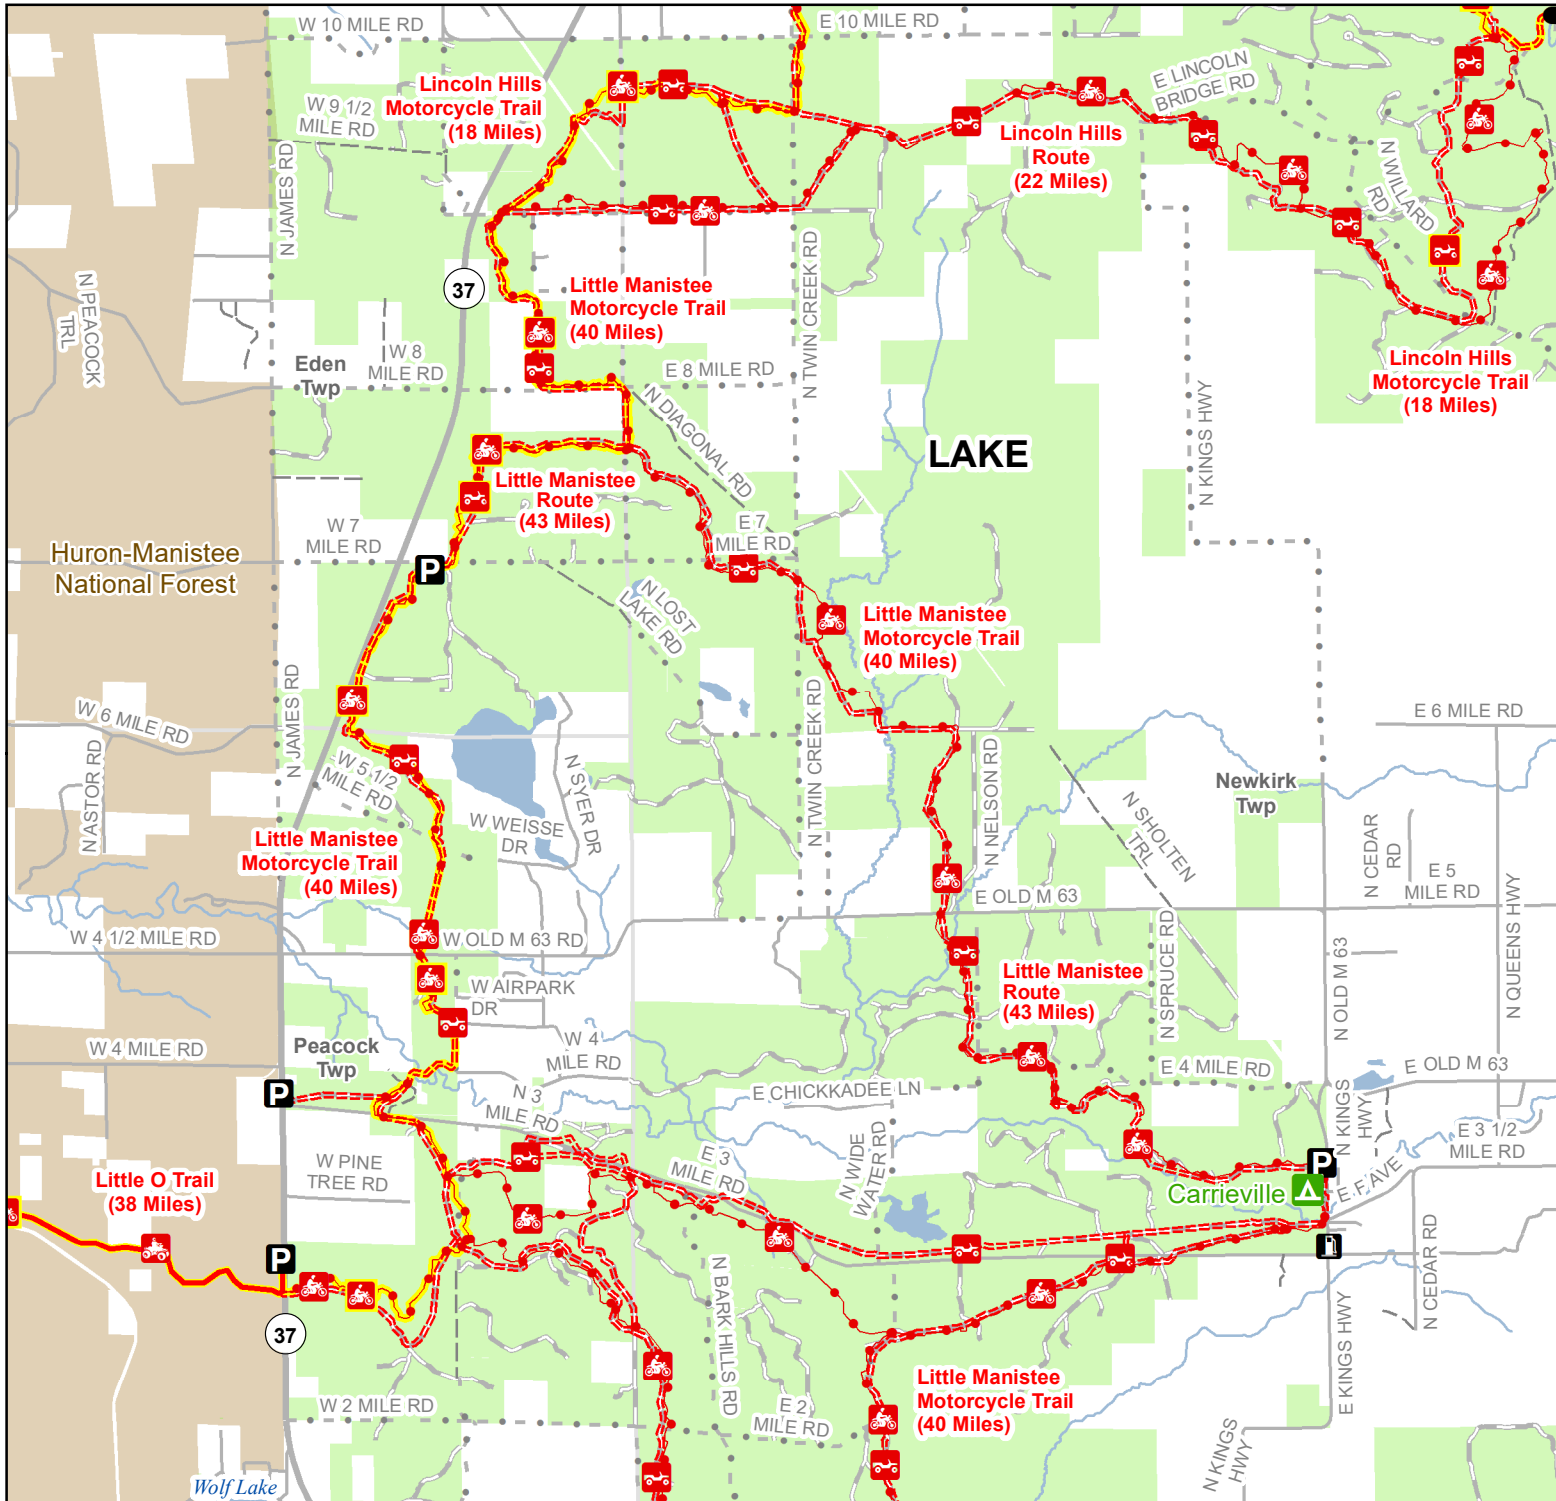 W 10 MILE RD
E 10 MILE RD
Lincoln Hills
Motorcycle Trail
(18 Miles)
W 9 1/2
MILE RD
E LINCOLN
BRIDGE RD
Lincoln Hills
Route
(22 Miles)
N WILLARD
RD
N JAMES RD
N TWIN CREEK RD
37
N PEACOCK
TRL
Little Manistee
Motorcycle Trail
(40 Miles)
Eden
Twp
W 8
MILE RD
E 8 MILE RD
Lincoln Hills
Motorcycle Trail
(18 Miles)
N KINGS HWY
N DIAGONAL RD
LAKE
Little Manistee
Route
(43 Miles)
W 7
MILE RD
E 7
MILE RD
Huron-Manistee
National Forest
P
N LOST
LAKE RD
Little Manistee
Motorcycle Trail
(40 Miles)
N JAMES RD
W 6 MILE RD
N TWIN CREEK RD
E 6 MILE RD
N ASTOR RD
W 5 1/2
MILE RD
N SYER DR
N NELSON RD
Newkirk
Twp
W WEISSE
DR
N SHOLTEN
TRL
N CEDAR
RD
Little Manistee
Motorcycle Trail
(40 Miles)
E 5
MILE RD
E OLD M 63
N QUEENS HWY
W 4 1/2 MILE RD
W OLD M 63 RD
N SPRUCE RD
N OLD M 63
W AIRPARK
DR
Little Manistee
Route
(43 Miles)
W 4 MILE RD
Peacock
Twp
W 4
MILE RD
E 4 MILE RD
E OLD M 63
P
N 3
MILE RD
E CHICKKADEE LN
N KINGS
HWY
E 3 1/2
MILE RD
N WIDE
WATER RD
E 3
MILE RD
W PINE
TREE RD
P
Carrieville
E F AVE
Little O Trail
(38 Miles)
P
N BARK HILLS RD
N CEDAR RD
37
E KINGS HWY
Little Manistee
Motorcycle Trail
(40 Miles)
W 2 MILE RD
E 2
MILE RD
N KINGS
HWY
Wolf Lake